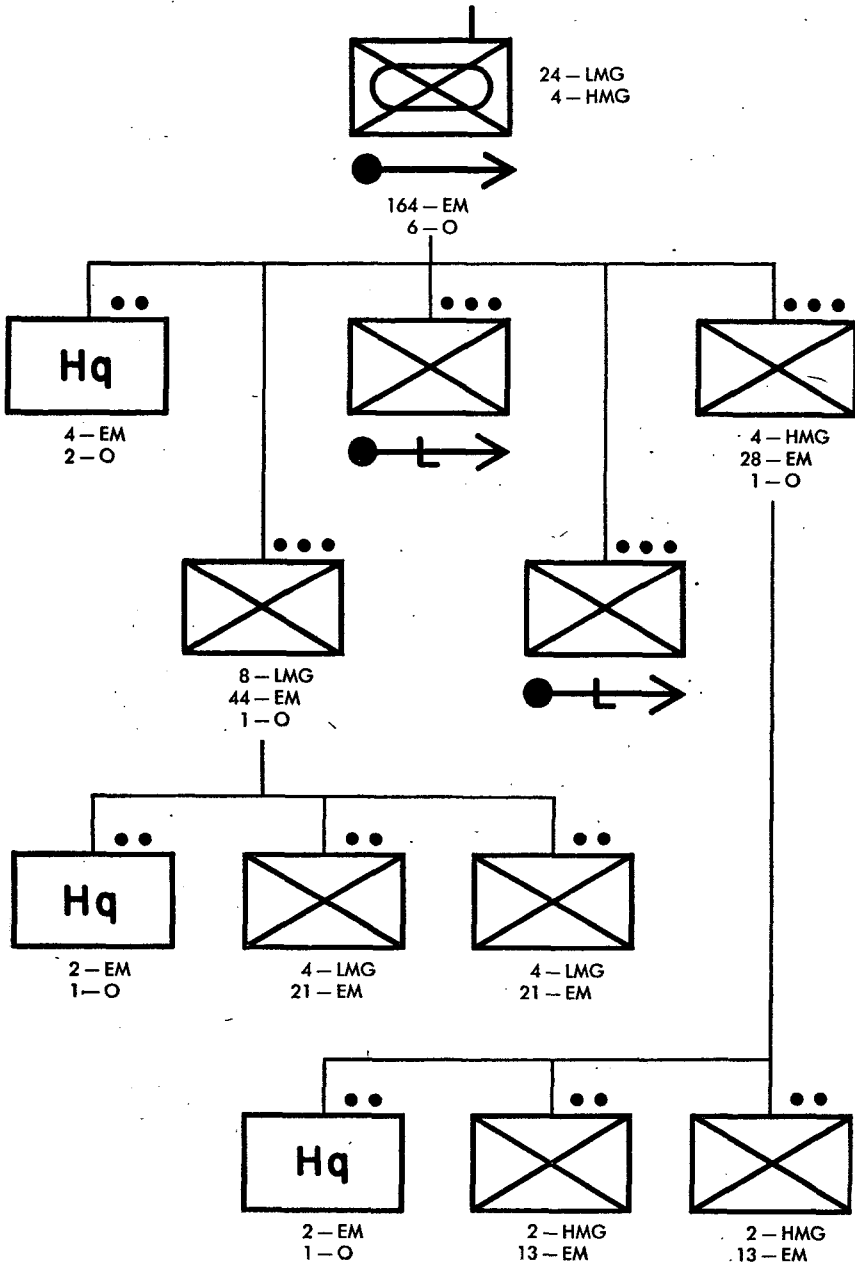 24 — LMG
4 — HMG
164 — EM
6 — O
Hq
4 — EM
2 — O
L
4 — HMG
28 — EM
1 — O
8 — LMG
44 — EM
1 — O
L
Hq
2 — EM
1 — O
4 — LMG
21 — EM
4 — LMG
21 — EM
Hq
2 — EM
1 — O
2 — HMG
13 — EM
2 — HMG
13 — EM